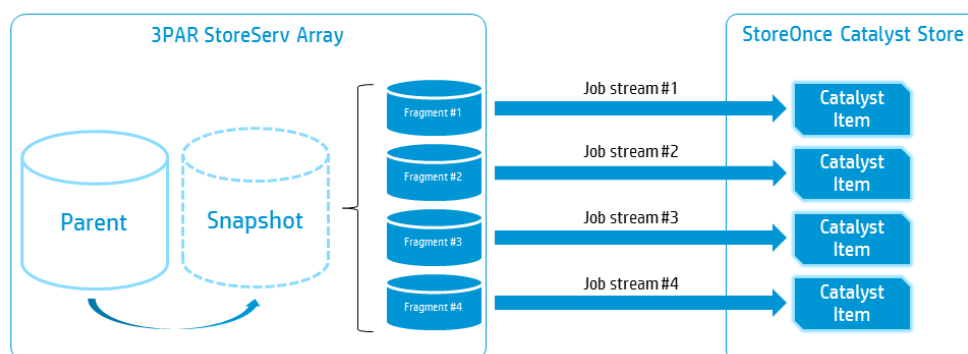 3PAR StoreServ Array
StoreOnce Catalyst Store
Parent
Snapshot
Fragment #1
Fragment #2
Fragment #3
Fragment #4
Job stream #1
Job stream #2
Job stream #3
Job stream #4
Catalyst
Item
Catalyst
Item
Catalyst
Item
Catalyst
Item